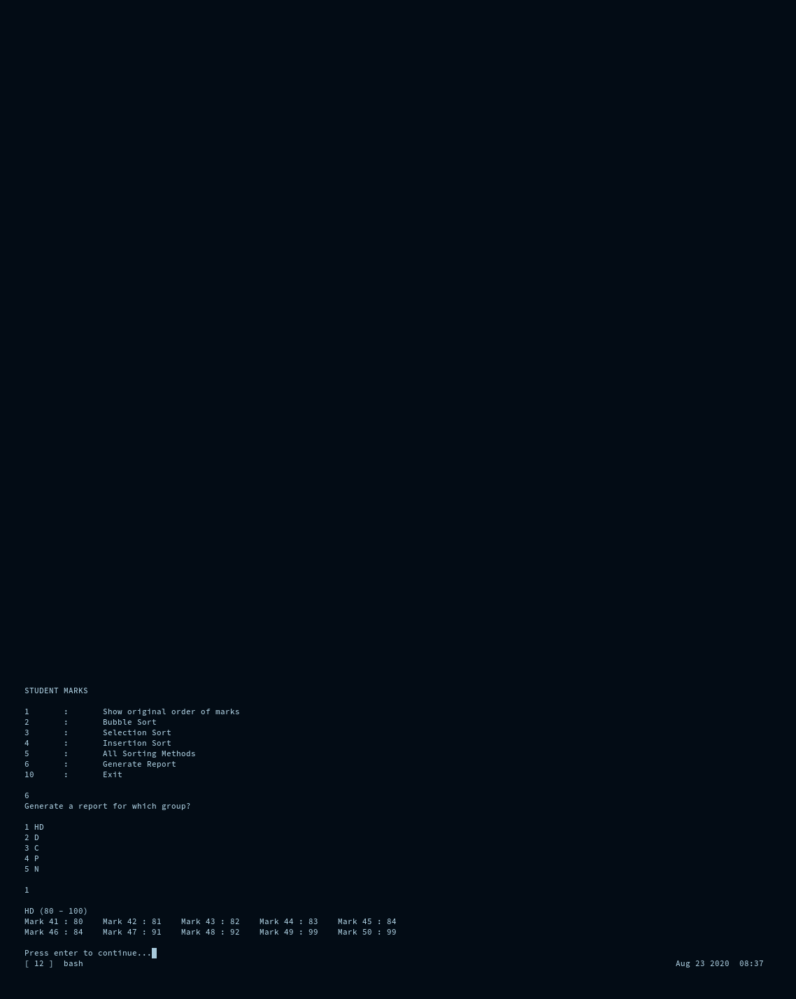 STUDENT MARKS
1 : Show original order of marks
2 : Bubble Sort
3 : Selection Sort
4 : Insertion Sort
5 : All Sorting Methods
6 : Generate Report
10 : Exit
6
Generate a report for which group?
1 HD
2 D
3 C
4 P
5 N
1
HD (80 – 100)
Mark 41 : 80 Mark 42 : 81 Mark 43 : 82 Mark 44 : 83 Mark 45 : 84
Mark 46 : 84 Mark 47 : 91 Mark 48 : 92 Mark 49 : 99 Mark 50 : 99
Press enter to continue...
[ 12 ] bash Aug 23 2020 08:37